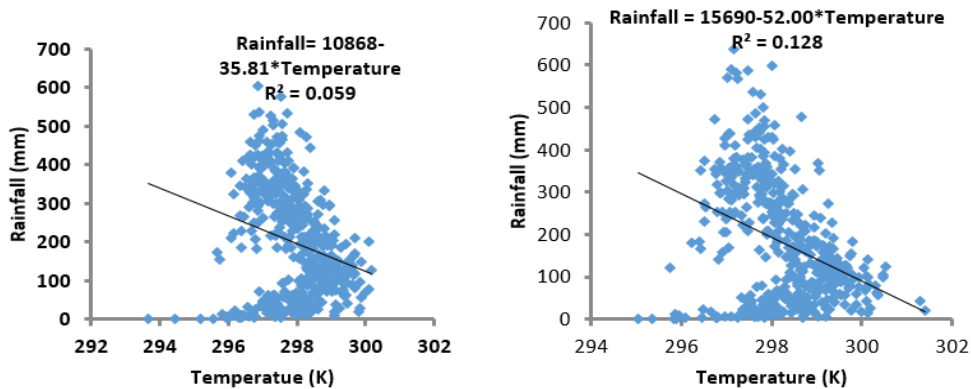 Rainfall= 10868-
35.81*Temperature
R² = 0.059
700
600
500
400
300
200
100
0
Rainfall (mm)
292 294 296 298 300 302
Temperatue (K)
Rainfall = 15690-52.00*Temperature
R² = 0.128
700
600
500
400
300
200
100
0
Rainfall (mm)
294 296 298 300 302
Temperature (K)